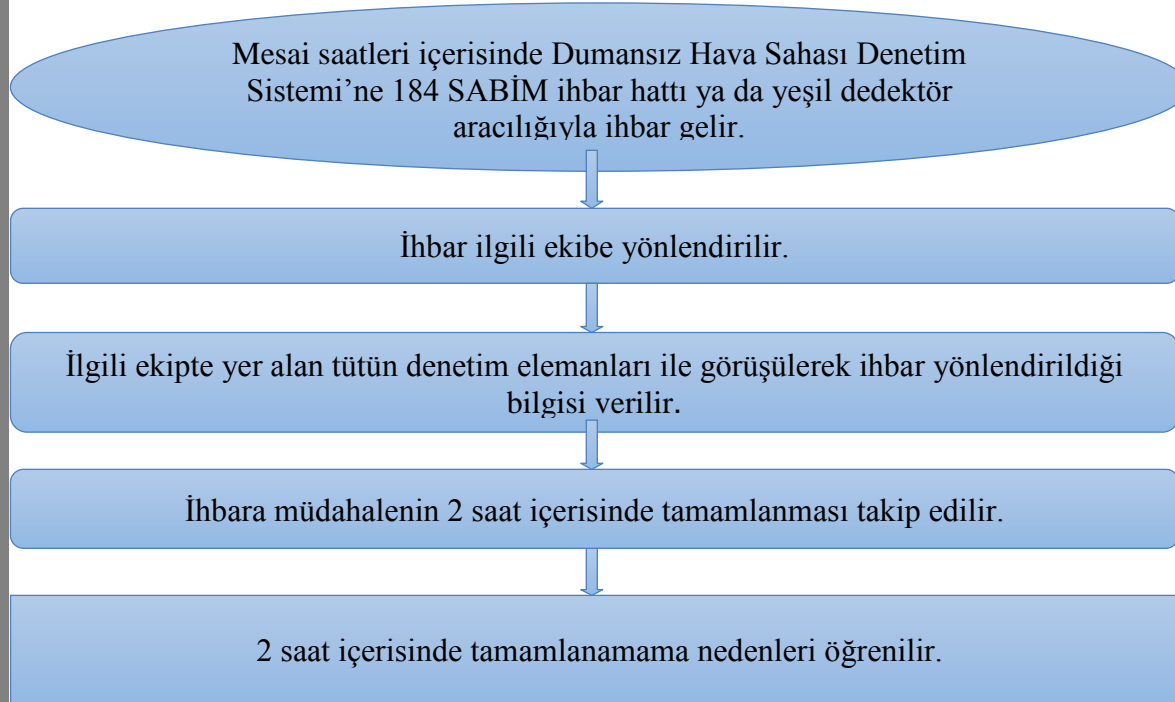 Mesai saatleri içerisinde Dumansız Hava Sahası Denetim
Sistemi’ne 184 SABİM ihbar hattı ya da yeşil dedektör
aracılığıyla ihbar gelir.
İhbar ilgili ekibe yönlendirilir.
İlgili ekipte yer alan tütün denetim elemanları ile görüşülerek ihbar yönlendirildiği
bilgisi verilir.
İhbara müdahalenin 2 saat içerisinde tamamlanması takip edilir.
2 saat içerisinde tamamlanamama nedenleri öğrenilir.